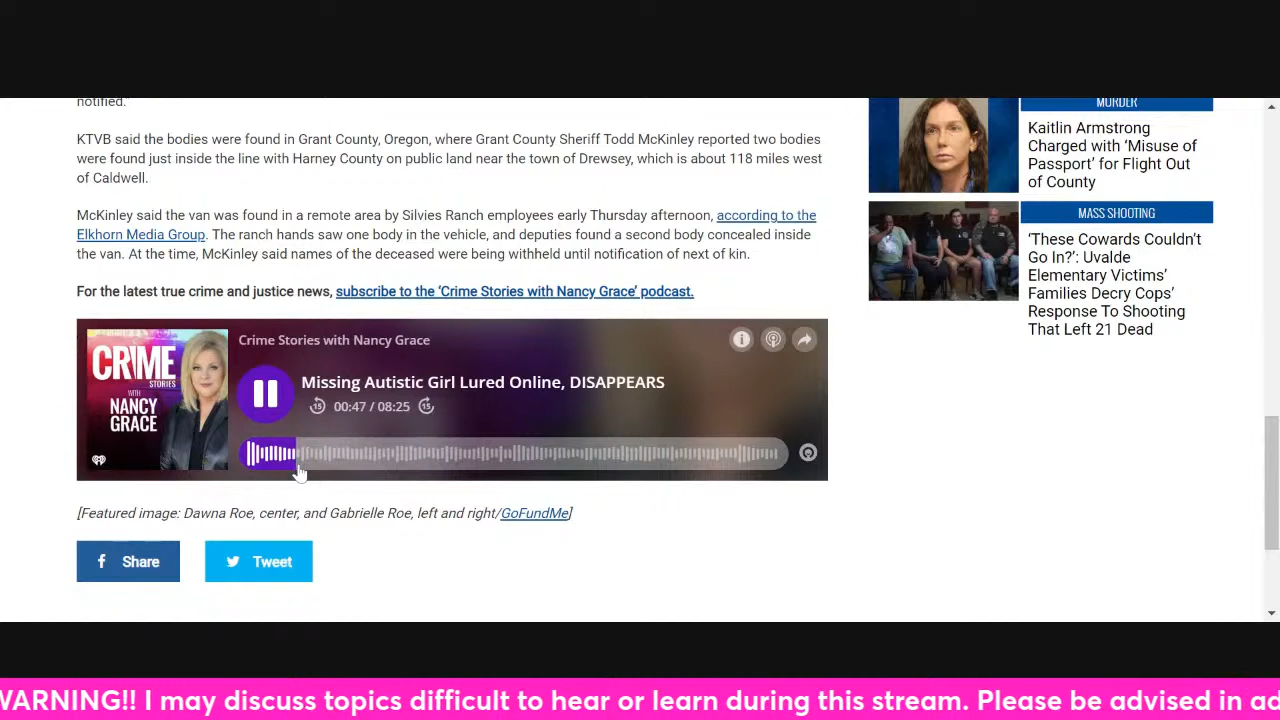 notified.”
KTVB said the bodies were found in Grant County, Oregon, where Grant County Sheriff Todd McKinley reported two bodies
were found just inside the line with Harney County on public land near the town of Drewsey, which is about 118 miles west
of Caldwell.
McKinley said the van was found in a remote area by Silvies Ranch employees early Thursday afternoon, according to the
Elkhorn Media Group. The ranch hands saw one body in the vehicle, and deputies found a second body concealed inside
the van. At the time, McKinley said names of the deceased were being withheld until notification of next of kin.
For the latest true crime and justice news, subscribe to the ‘Crime Stories with Nancy Grace’ podcast.
CRIME
STORIES
WITH
NANCY
GRACE
iHeart
Crime Stories with Nancy Grace
Missing Autistic Girl Lured Online, DISAPPEARS
15 00:47 / 08:25 15
[Featured image: Dawna Roe, center, and Gabrielle Roe, left and right/GoFundMe]
Share
Tweet
MURDER
Kaitlin Armstrong
Charged with ‘Misuse of
Passport’ for Flight Out
of County
MASS SHOOTING
‘These Cowards Couldn’t
Go In?’: Uvalde
Elementary Victims’
Families Decry Cops’
Response To Shooting
That Left 21 Dead
WARNING!! I may discuss topics difficult to hear or learn during this stream. Please be advised in ad